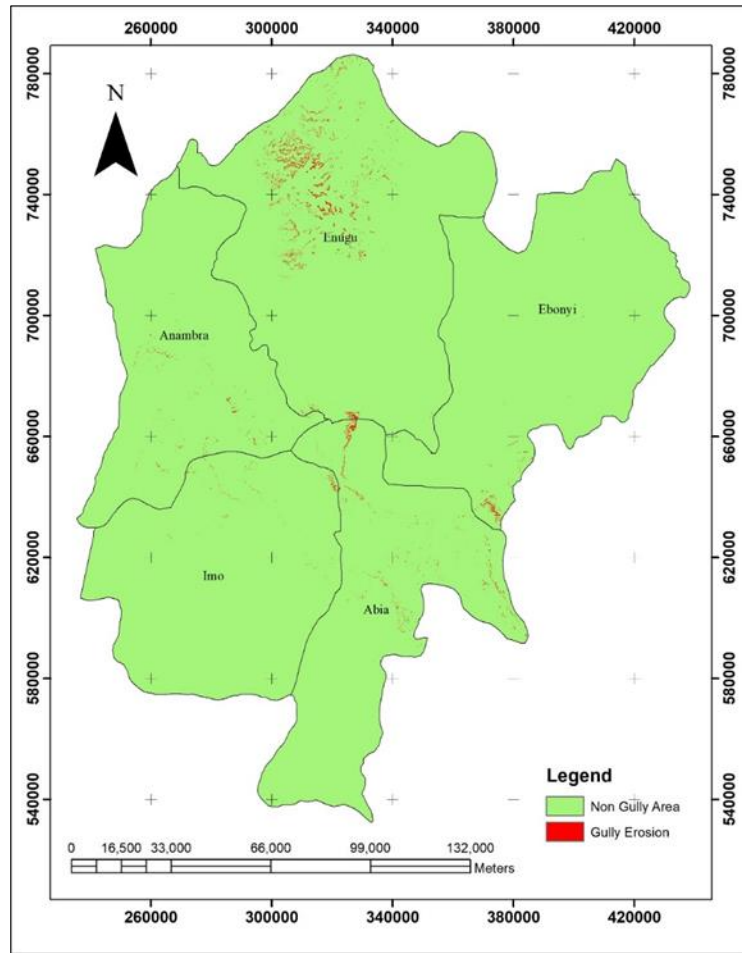 260000 300000 340000 380000 420000
780000 780000
N
740000 740000
Enugu
700000 700000
Ebonyi
Anambra
660000 660000
620000 620000
Imo
Abia
580000 580000
Legend
Non Gully Area
540000 540000
Gully Erosion
0 16,500 33,000 66,000 99,000 132,000
Meters
260000 300000 340000 380000 420000